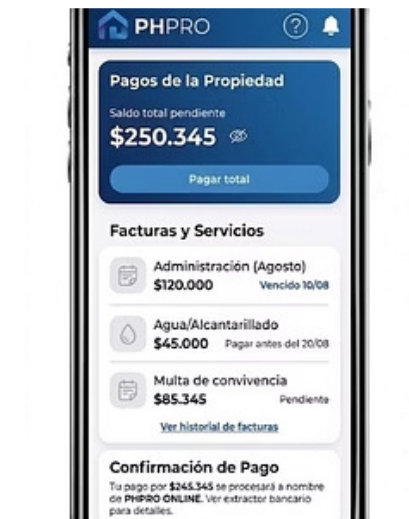 PHPRO
Pagos de la Propiedad
Saldo total pendiente
$250.345
Pagar total
Facturas y Servicios
Administración (Agosto)
$120.000 Vencido 10/08
Agua/Alcantarillado
$45.000 Pagar antes del 20/08
Multa de convivencia
$85.345 Pendiente
Ver historial de facturas
Confirmación de Pago
Tu pago por $245.345 se procesará a nombre
de PHPRO ONLINE. Ver extractor bancario
para detalles.